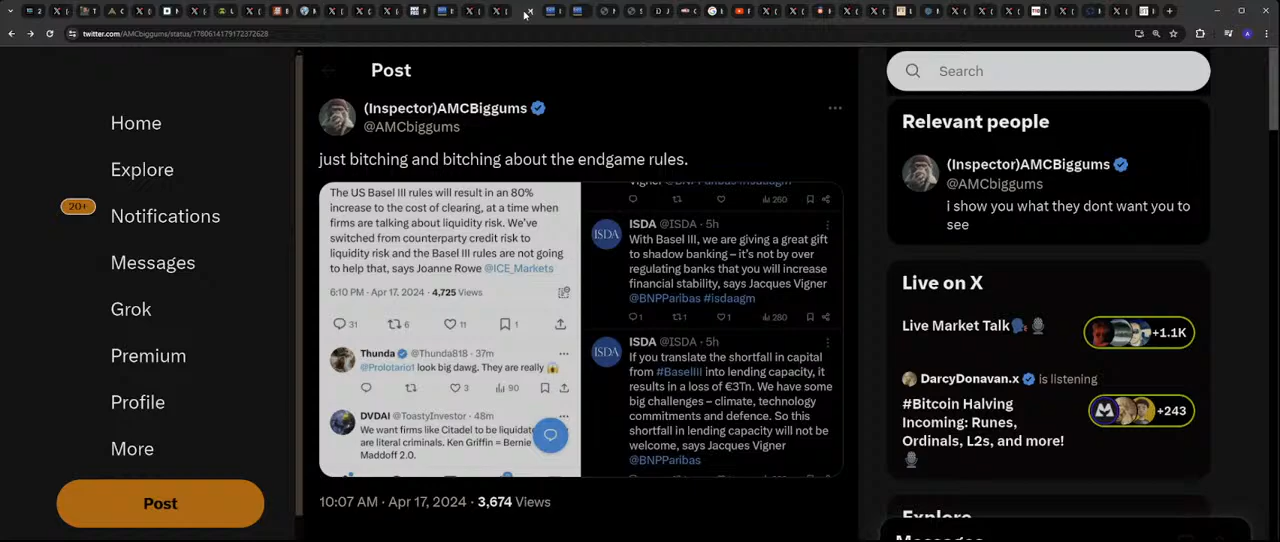 twitter.com/AMCbiggums/status/1780614179172372628
Home
Explore
20+
Notifications
Messages
Grok
Premium
Profile
More
Post
Post
(Inspector)AMCBiggums
@AMCbiggums
just bitching and bitching about the endgame rules.
The US Basel III rules will result in an 80%
increase to the cost of clearing, at a time when
firms are talking about liquidity risk. We've
switched from counterparty credit risk to
liquidity risk and the Basel III rules are not going
to help that, says Joanne Rowe @ICE_Markets
6:10 PM · Apr 17, 2024 · 4,725 Views
31 6 11 1
Thunda @Thunda818 · 37m
@Prolotario1 look big dawg. They are really
3 90
DVDAI @ToastyInvestor · 48m
We want firms like Citadel to be liquidate
are literal criminals. Ken Griffin = Bernie
Maddoff 2.0.
Vigner @BNPParibas #isdaagm
260
ISDA
ISDA @ISDA · 5h
With Basel III, we are giving a great gift
to shadow banking – it's not by over
regulating banks that you will increase
financial stability, says Jacques Vigner
@BNPParibas #isdaagm
1 1 1 280
ISDA
ISDA @ISDA · 5h
If you translate the shortfall in capital
from #BaselIII into lending capacity, it
results in a loss of €3Tn. We have some
big challenges – climate, technology
commitments and defence. So this
shortfall in lending capacity will not be
welcome, says Jacques Vigner
@BNPParibas
10:07 AM · Apr 17, 2024 · 3,674 Views
Search
Relevant people
(Inspector)AMCBiggums
@AMCbiggums
i show you what they dont want you to
see
Live on X
Live Market Talk
+1.1K
DarcyDonavan.x is listening
#Bitcoin Halving
Incoming: Runes,
Ordinals, L2s, and more!
+243
Explore
Messages